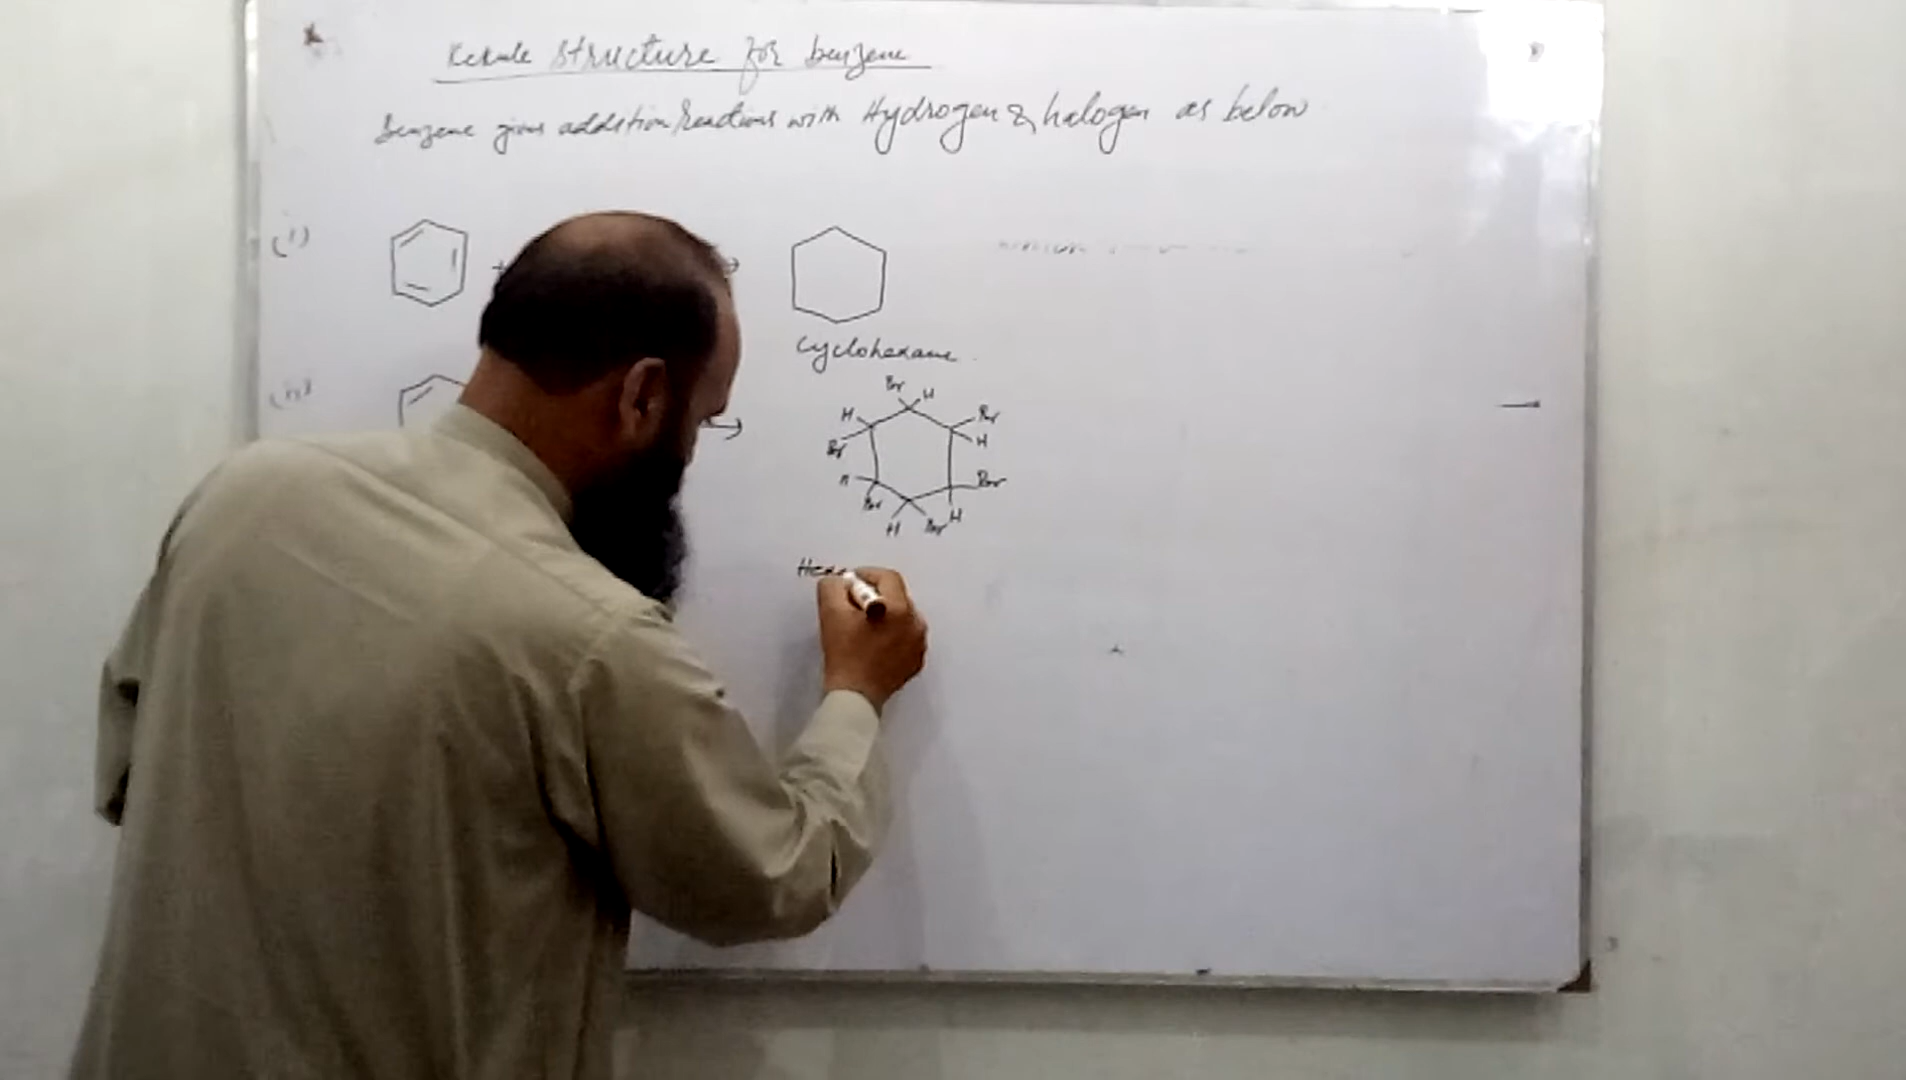 Kekule structure for benzene
Benzene gives addition reactions with Hydrogen & halogen as below
(i) +
Cyclohexane
(ii)
Br H
H Br
Br H
H Br
Br H
H Br
Hexa